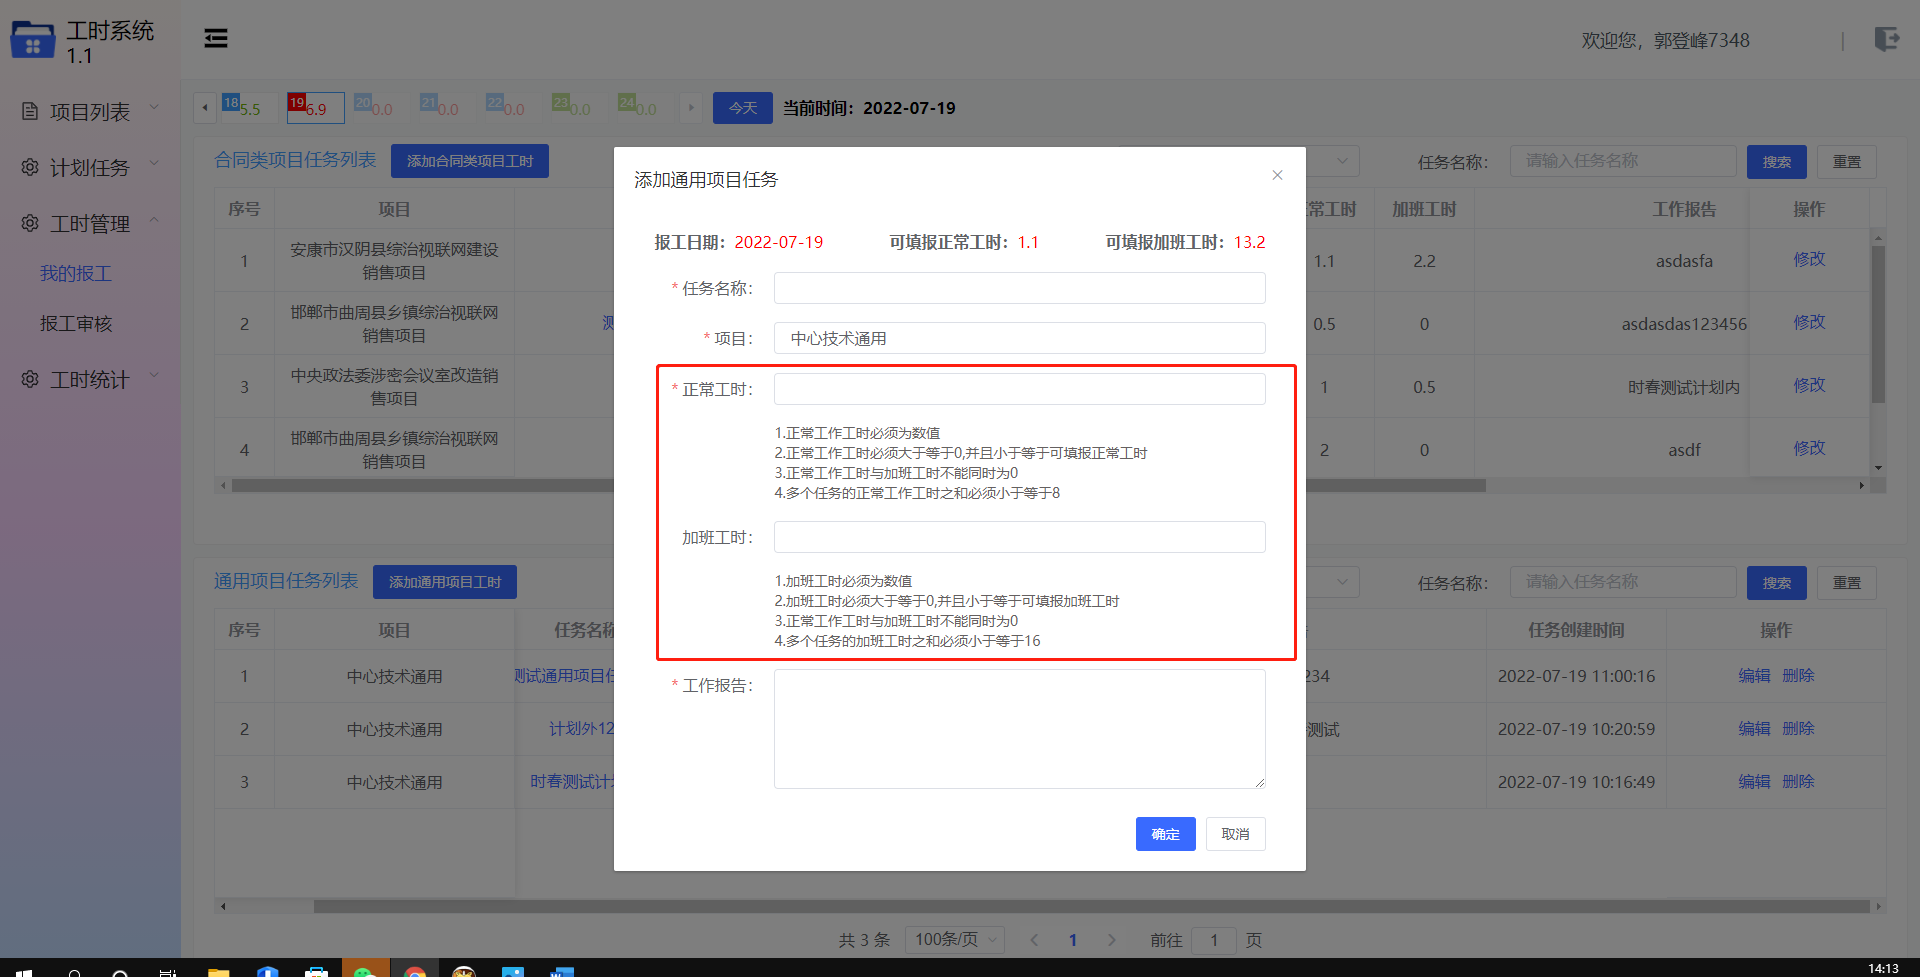 工时系统
1.1
欢迎您，郭登峰7348
项目列表
计划任务
工时管理
我的报工
报工审核
工时统计
18 5.5
19 6.9
20 0.0
21 0.0
22 0.0
23 0.0
24 0.0
今天
当前时间：2022-07-19
合同类项目任务列表
添加合同类项目工时
任务名称：
请输入任务名称
搜索
重置
序号
项目
常工时
加班工时
工作报告
操作
1
安康市汉阴县综治视联网建设
销售项目
1.1
2.2
asdasfa
修改
2
邯郸市曲周县乡镇综治视联网
销售项目
测
0.5
0
asdasdas123456
修改
3
中央政法委涉密会议室改造销
售项目
1
0.5
时春测试计划内
修改
4
邯郸市曲周县乡镇综治视联网
销售项目
2
0
asdf
修改
添加通用项目任务
报工日期：2022-07-19
可填报正常工时：1.1
可填报加班工时：13.2
* 任务名称：
* 项目：
中心技术通用
* 正常工时：
1.正常工作工时必须为数值
2.正常工作工时必须大于等于0,并且小于等于可填报正常工时
3.正常工作工时与加班工时不能同时为0
4.多个任务的正常工作工时之和必须小于等于8
加班工时：
1.加班工时必须为数值
2.加班工时必须大于等于0,并且小于等于可填报加班工时
3.正常工作工时与加班工时不能同时为0
4.多个任务的加班工时之和必须小于等于16
* 工作报告：
确定
取消
通用项目任务列表
添加通用项目工时
任务名称：
请输入任务名称
搜索
重置
序号
项目
任务名称
任务创建时间
操作
1
中心技术通用
测试通用项目任
234
2022-07-19 11:00:16
编辑 删除
2
中心技术通用
计划外12
测试
2022-07-19 10:20:59
编辑 删除
3
中心技术通用
时春测试计划
2022-07-19 10:16:49
编辑 删除
共 3 条
100条/页
1
前往 1 页
14:13